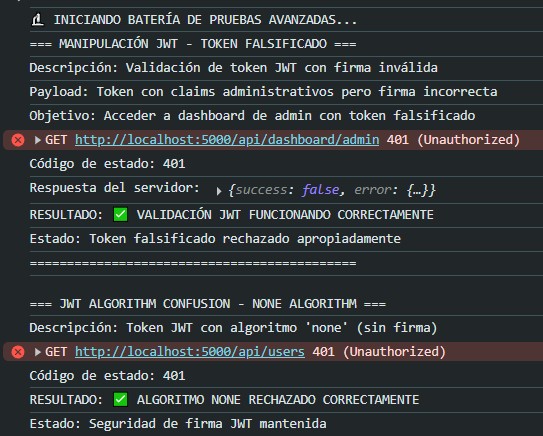 🔬 INICIANDO BATERÍA DE PRUEBAS AVANZADAS...
=== MANIPULACIÓN JWT - TOKEN FALSIFICADO ===
Descripción: Validación de token JWT con firma inválida
Payload: Token con claims administrativos pero firma incorrecta
Objetivo: Acceder a dashboard de admin con token falsificado
GET http://localhost:5000/api/dashboard/admin 401 (Unauthorized)
Código de estado: 401
Respuesta del servidor: ▸ {success: false, error: {…}}
RESULTADO: ✅ VALIDACIÓN JWT FUNCIONANDO CORRECTAMENTE
Estado: Token falsificado rechazado apropiadamente
===========================================
=== JWT ALGORITHM CONFUSION - NONE ALGORITHM ===
Descripción: Token JWT con algoritmo 'none' (sin firma)
GET http://localhost:5000/api/users 401 (Unauthorized)
Código de estado: 401
RESULTADO: ✅ ALGORITMO NONE RECHAZADO CORRECTAMENTE
Estado: Seguridad de firma JWT mantenida